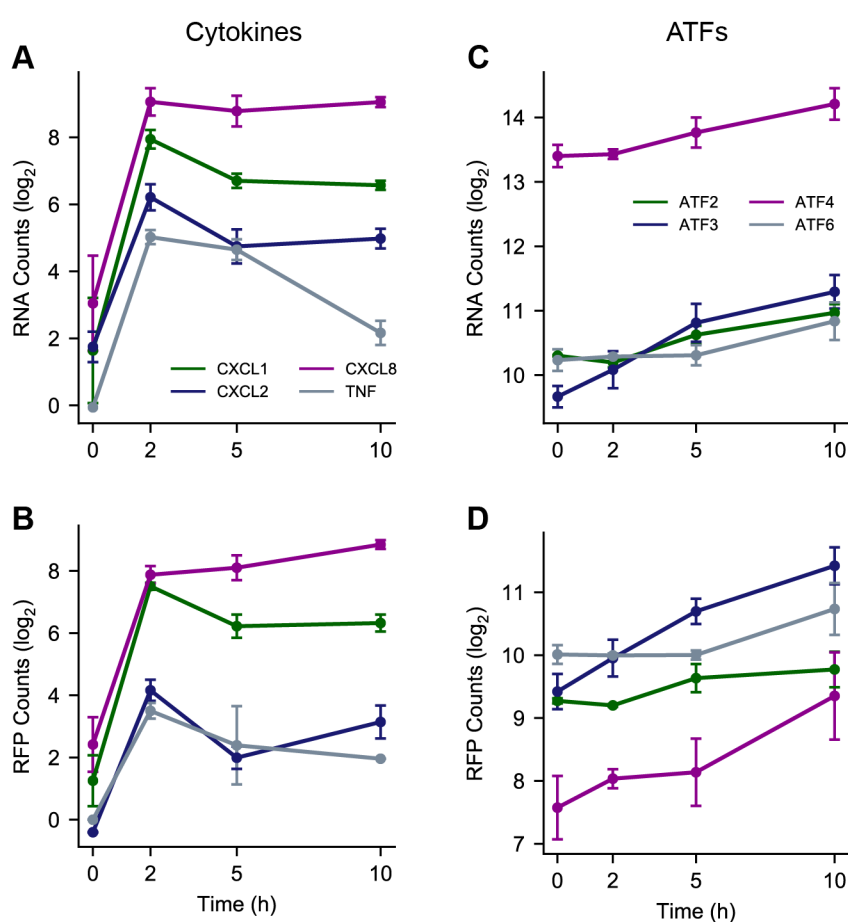 Cytokines
ATFs
A
RNA Counts (log2)
8
6
4
2
0
CXCL1
CXCL8
CXCL2
TNF
0
2
5
10
C
RNA Counts (log2)
14
13
12
11
10
ATF2
ATF4
ATF3
ATF6
0
2
5
10
B
RFP Counts (log2)
8
6
4
2
0
0
2
5
10
Time (h)
D
RFP Counts (log2)
11
10
9
8
7
0
2
5
10
Time (h)